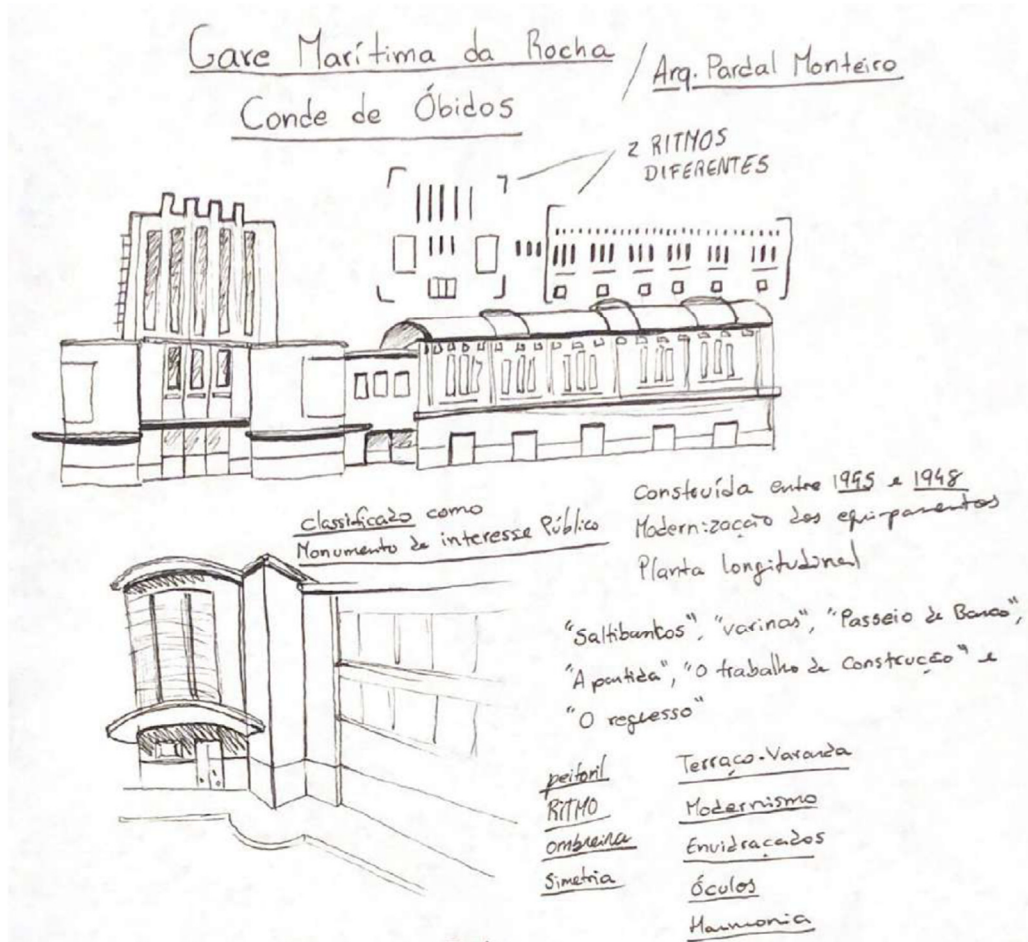 Gare Marítima da Rocha
Conde de Óbidos
/ Arq. Pardal Monteiro
2 RITMOS
DIFERENTES
classificado como
Monumento de interesse Público
Construída entre 1945 e 1948
Modernização dos equipamentos
Planta longitudinal
"Saltibancos", "varinas", "Passeio de Barco",
"A partida", "O trabalho de Construção" e
"O regresso"
peitoril
RITMO
ombreira
Simetria
Terraço-Varanda
Modernismo
Envidraçados
Óculos
Harmonia